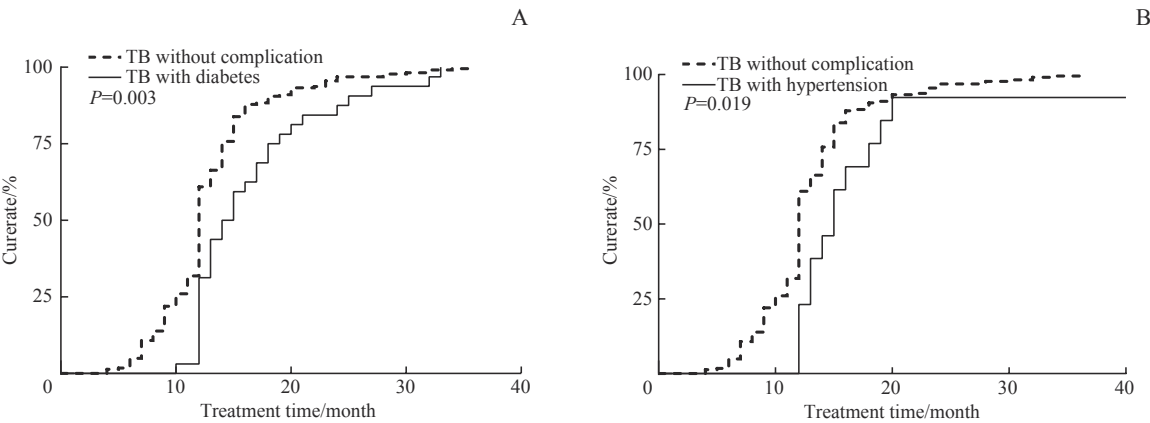 A
TB without complication
TB with diabetes
P=0.003
100
75
50
25
0
10
20
30
40
Curerate/%
Treatment time/month
B
TB without complication
TB with hypertension
P=0.019
100
75
50
25
0
10
20
30
40
Curerate/%
Treatment time/month